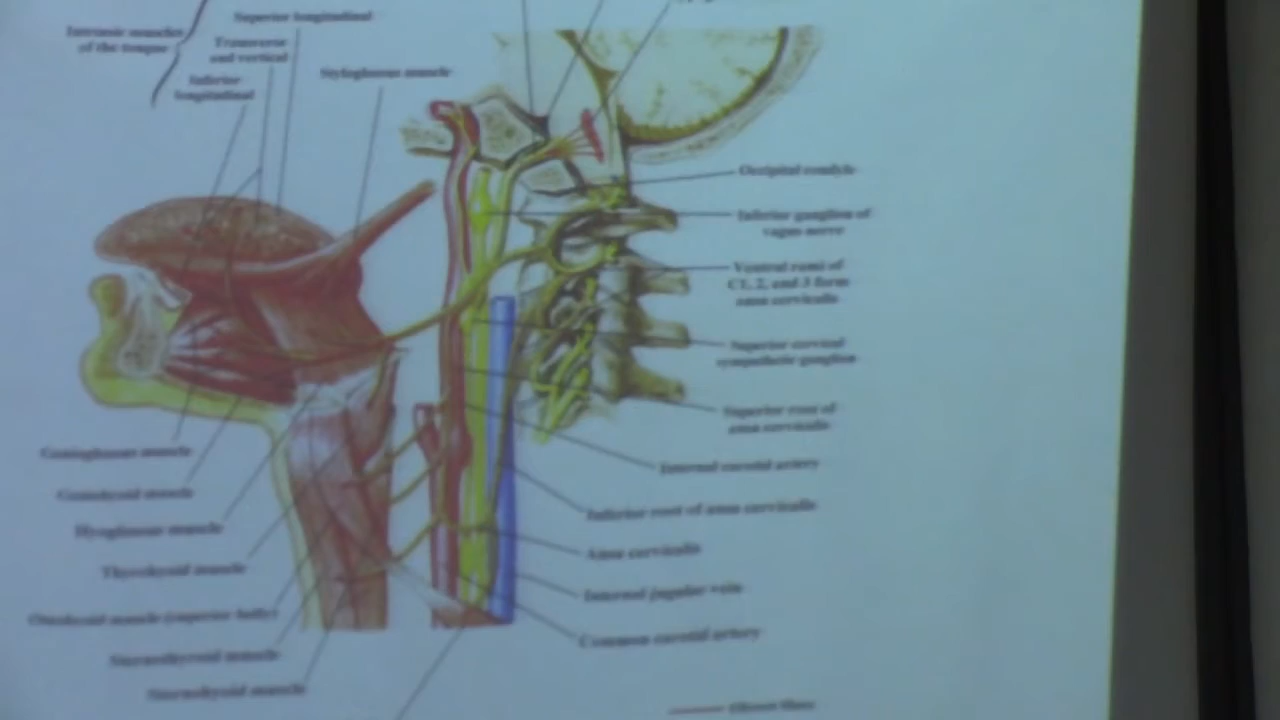 Superior longitudinal
Intrinsic muscles
of the tongue
Transverse
and vertical
Inferior
longitudinal
Styloglossus muscle
Occipital condyle
Inferior ganglion of
vagus nerve
Ventral rami of
C1, 2, and 3 form
ansa cervicalis
Superior cervical
sympathetic ganglion
Superior root of
ansa cervicalis
Internal carotid artery
Inferior root of ansa cervicalis
Ansa cervicalis
Internal jugular vein
Common carotid artery
Genioglossus muscle
Geniohyoid muscle
Hyoglossus muscle
Thyrohyoid muscle
Omohyoid muscle (superior belly)
Sternothyroid muscle
Sternohyoid muscle